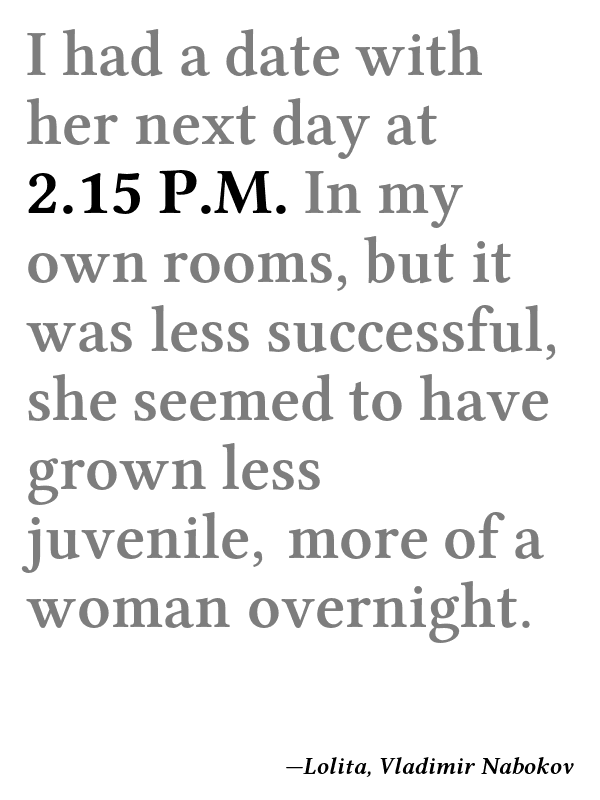 I had a date with
her next day at
2.15 P.M. In my
own rooms, but it
was less successful,
she seemed to have
grown less
juvenile, more of a
woman overnight.
—Lolita, Vladimir Nabokov